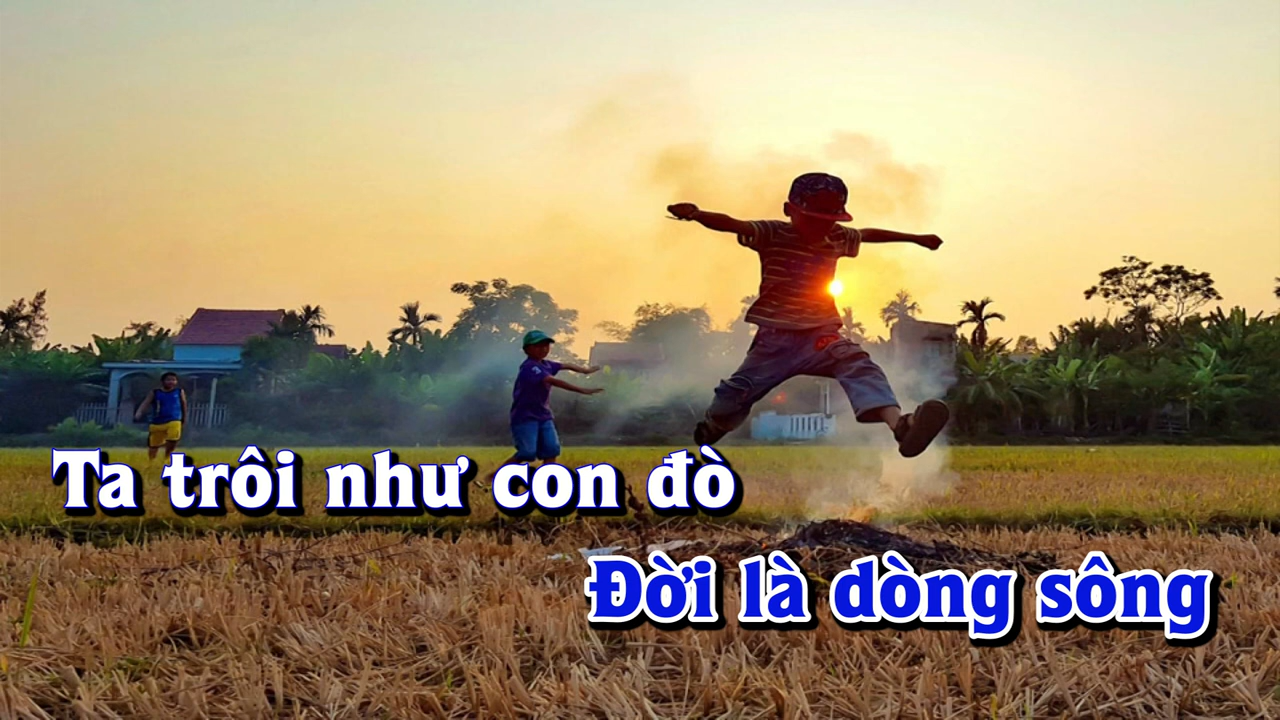 Ta trôi như con đò
Đời là dòng sông